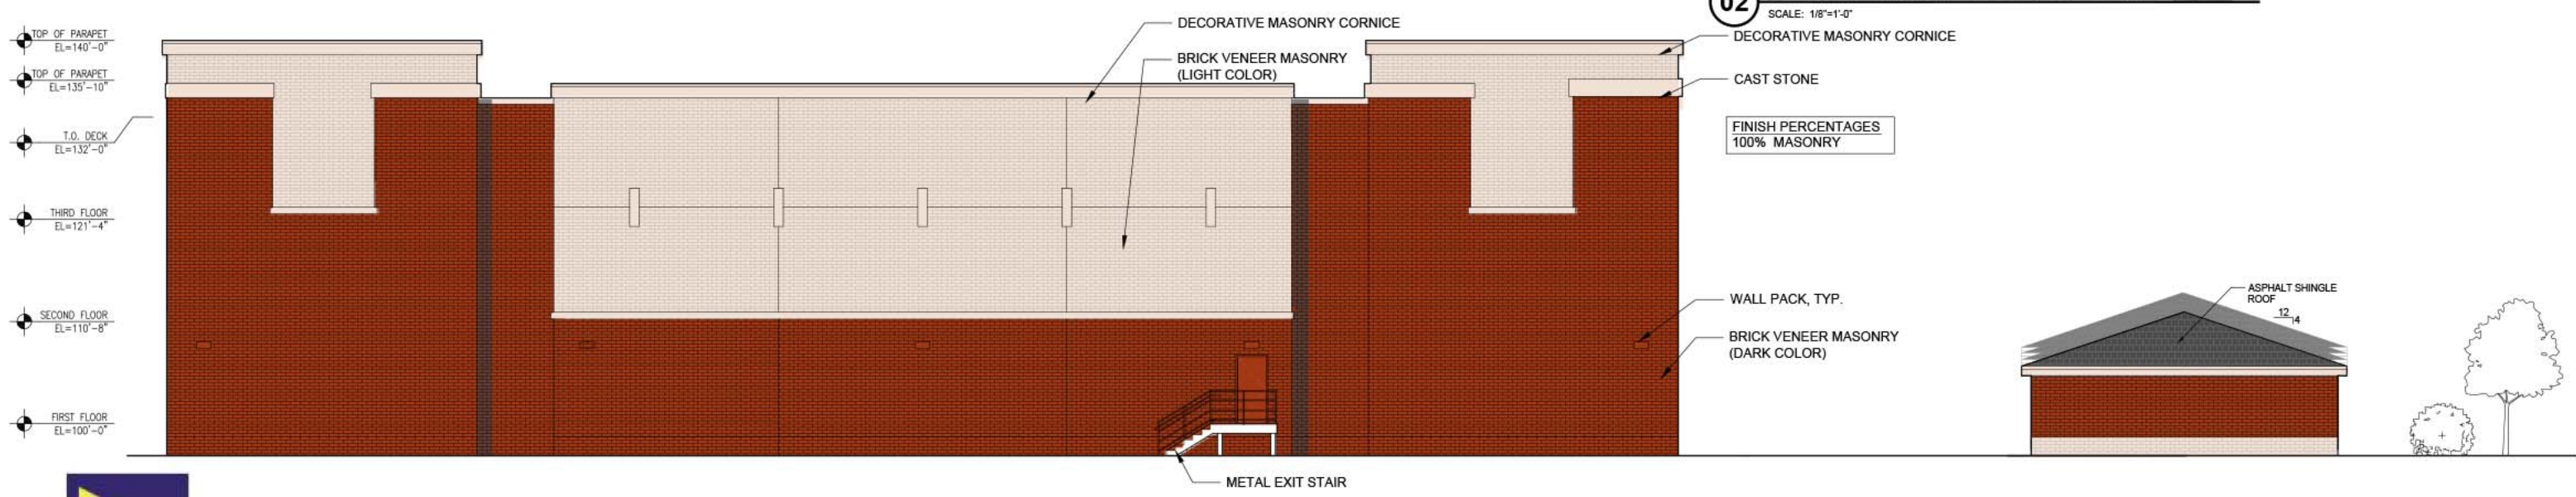 02
SCALE: 1/8"=1'-0"
TOP OF PARAPET
EL=140'-0"
TOP OF PARAPET
EL=135'-10"
T.O. DECK
EL=132'-0"
THIRD FLOOR
EL=121'-4"
SECOND FLOOR
EL=110'-8"
FIRST FLOOR
EL=100'-0"
DECORATIVE MASONRY CORNICE
BRICK VENEER MASONRY
(LIGHT COLOR)
DECORATIVE MASONRY CORNICE
CAST STONE
FINISH PERCENTAGES
100% MASONRY
WALL PACK, TYP.
BRICK VENEER MASONRY
(DARK COLOR)
ASPHALT SHINGLE
ROOF
12
4
METAL EXIT STAIR